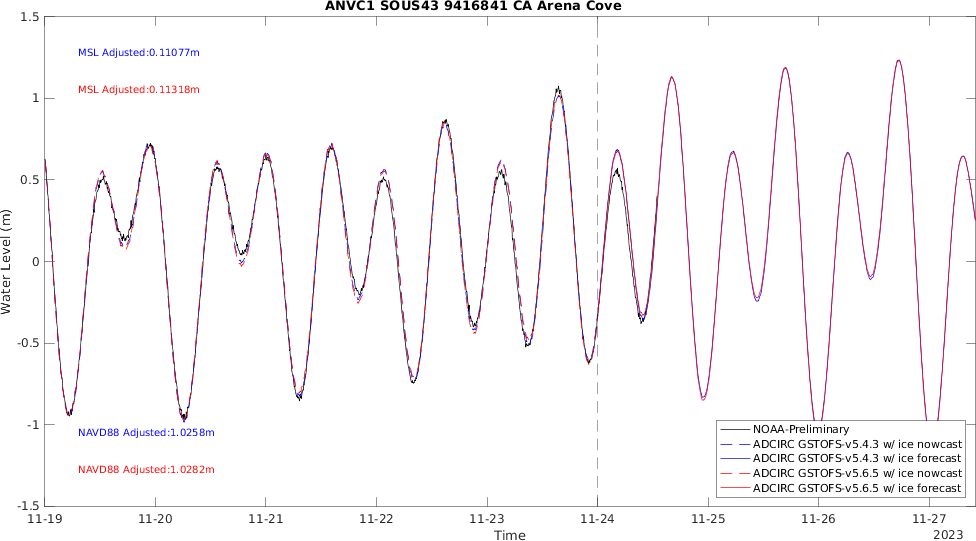 ANVC1 SOUS43 9416841 CA Arena Cove
1.5
1
0.5
0
-0.5
-1
-1.5
Water Level (m)
MSL Adjusted:0.11077m
MSL Adjusted:0.11318m
NAVD88 Adjusted:1.0258m
NAVD88 Adjusted:1.0282m
NOAA-Preliminary
ADCIRC GSTOFS-v5.4.3 w/ ice nowcast
ADCIRC GSTOFS-v5.4.3 w/ ice forecast
ADCIRC GSTOFS-v5.6.5 w/ ice nowcast
ADCIRC GSTOFS-v5.6.5 w/ ice forecast
11-19 11-20 11-21 11-22 11-23 11-24 11-25 11-26 11-27
Time
2023